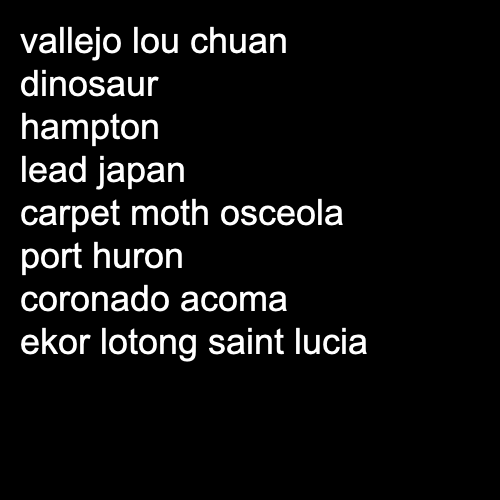 vallejo lou chuan
dinosaur
hampton
lead japan
carpet moth osceola
port huron
coronado acoma
ekor lotong saint lucia